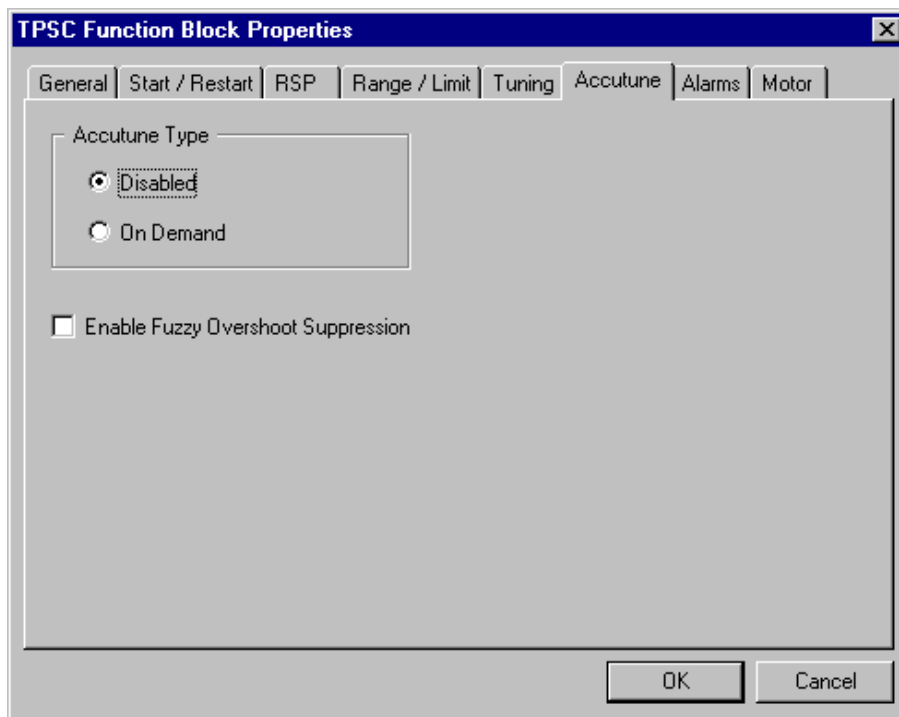 TPSC Function Block Properties
General Start / Restart RSP Range / Limit Tuning Accutune Alarms Motor
Accutune Type
Disabled
On Demand
Enable Fuzzy Overshoot Suppression
OK Cancel